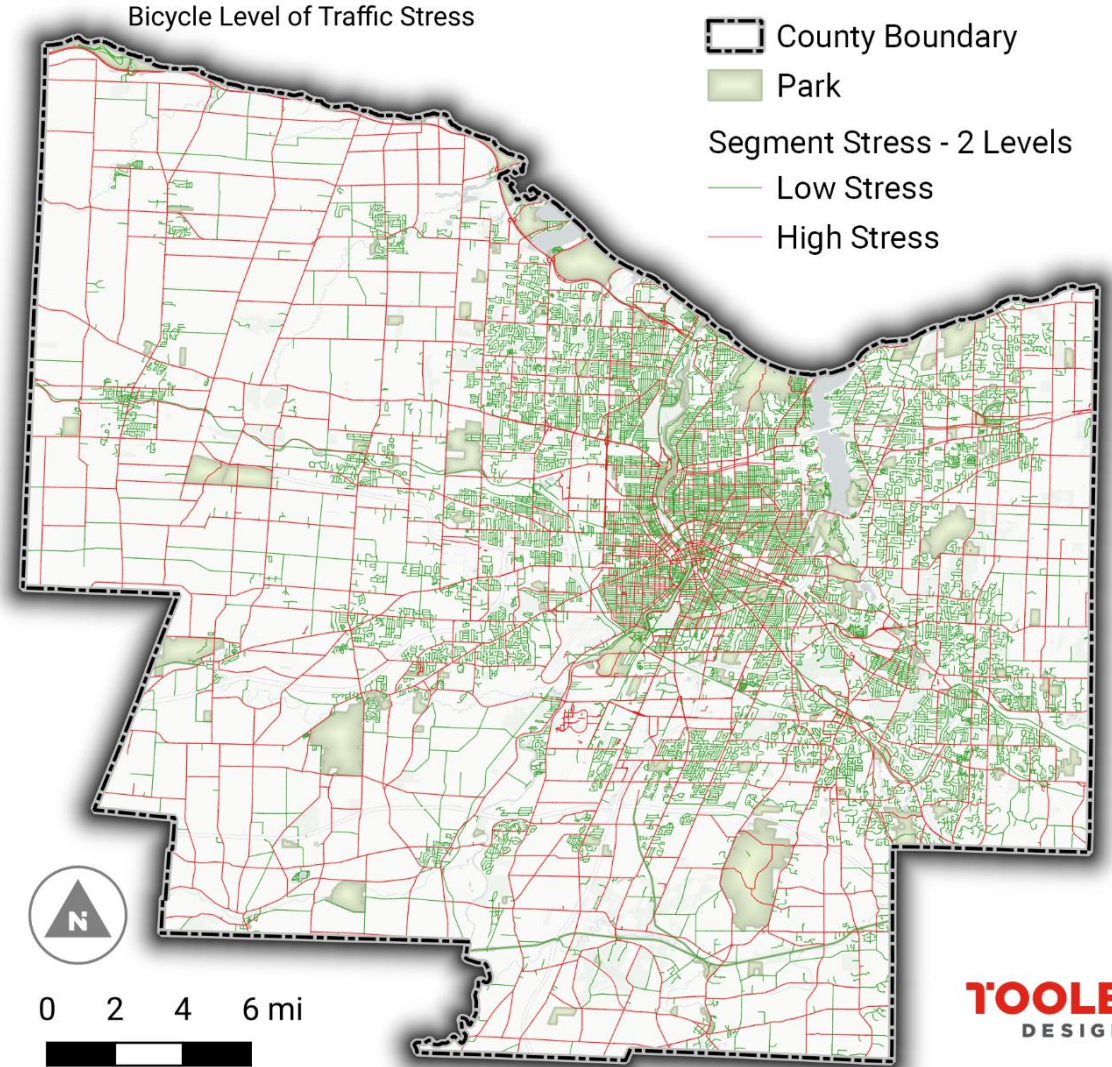 Bicycle Level of Traffic Stress
County Boundary
Park
Segment Stress - 2 Levels
Low Stress
High Stress
N
0 2 4 6 mi
TOOLE
DESIG